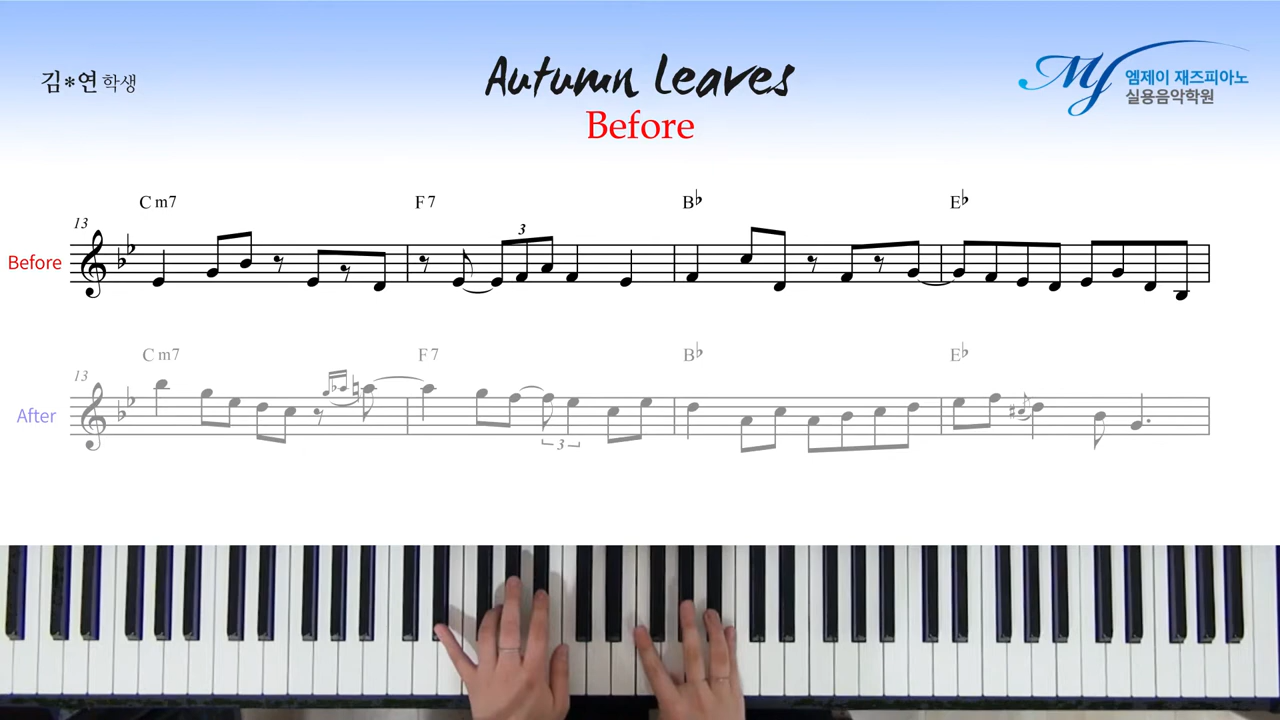 김*연 학생
Autumn Leaves
Before
My 엠제이 재즈피아노
실용음악학원
C m7 F 7 B♭ E♭
13
3
Before
C m7 F 7 B♭ E♭
13
3
After